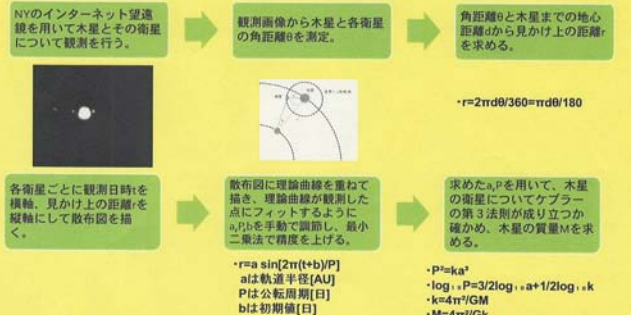 NYのインターネット望遠
鏡を用いて木星とその衛星
について観測を行う。
観測画像から木星と各衛星
の角距離θを測定。
角距離θと木星までの地心
距離dから見かけ上の距離r
を求める。
・r=2πdθ/360=πdθ/180
各衛星ごとに観測日時tを
横軸、見かけ上の距離rを
縦軸にして散布図を描
く。
散布図に理論曲線を重ねて
描き、理論曲線が観測した
点にフィットするように
a,P,bを手動で調節し、最小
二乗法で精度を上げる。
・r=a sin[2π(t+b)/P]
aは軌道半径[AU]
Pは公転周期[日]
bは初期値[日]
求めたa,Pを用いて、木星
の衛星についてケプラー
の第3法則が成り立つか
確かめ、木星の質量Mを求
める。
・P²=ka³
・log₁₀P=3/2log₁₀a+1/2log₁₀k
・k=4π²/GM
・M=4π²/Gk